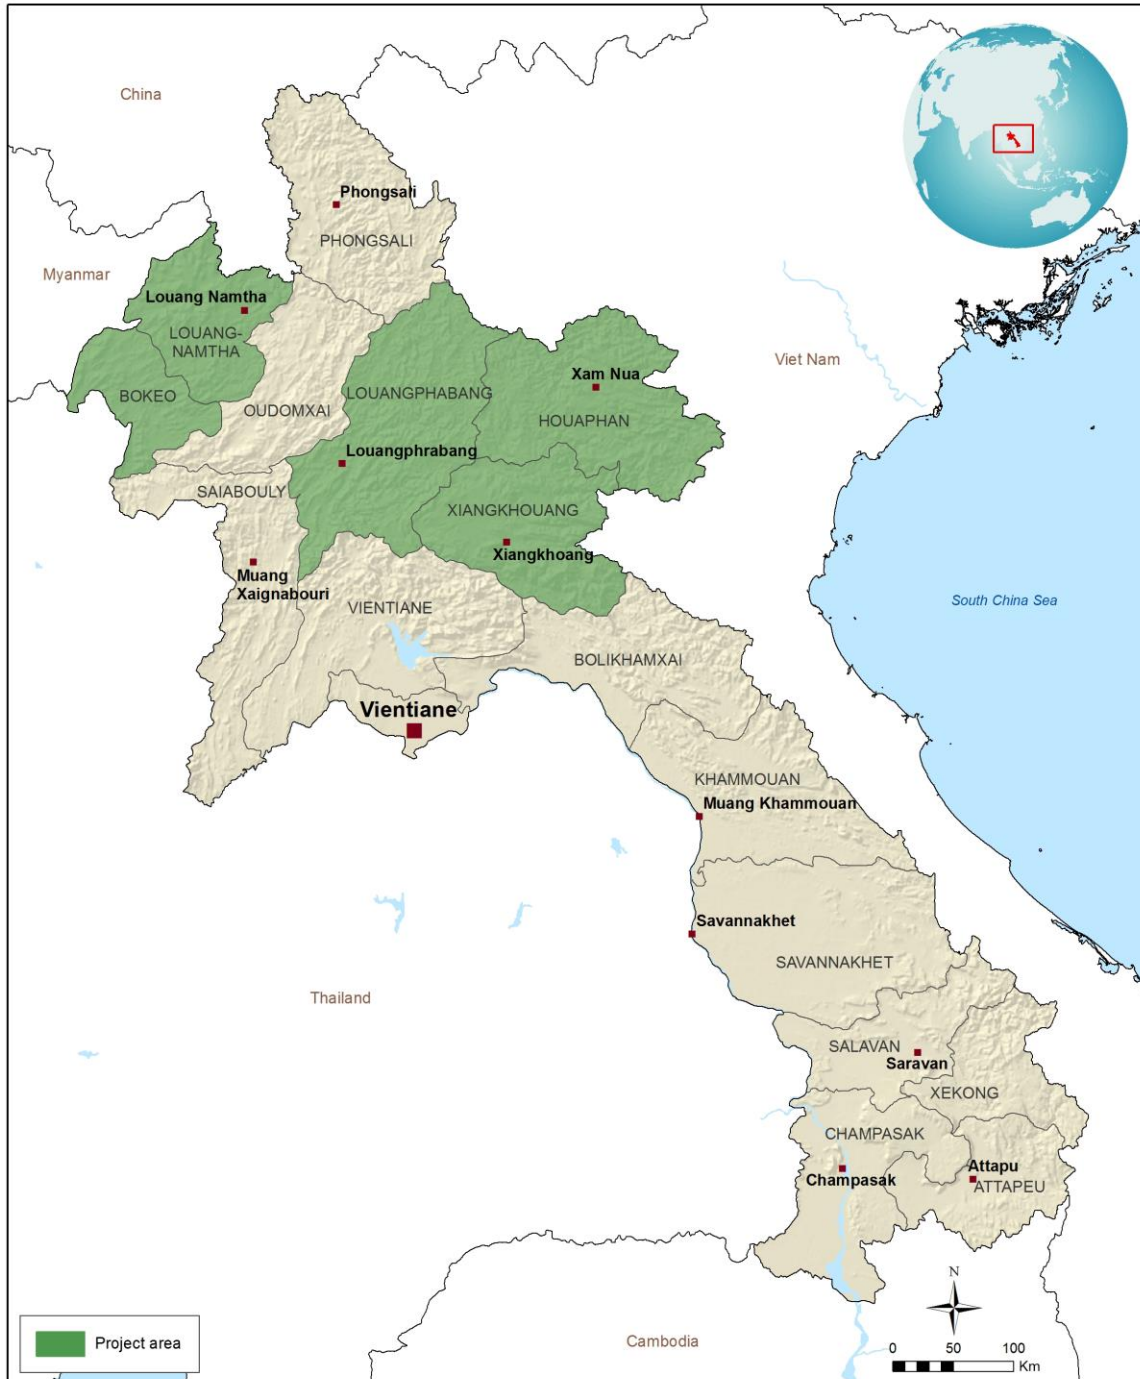 China
Phongsali
PHONGSALI
Myanmar
Louang Namtha
LOUANG-
NAMTHA
Viet Nam
Xam Nua
BOKEO
LOUANGPHABANG
OUDOMXAI
HOUAPHAN
Louangphrabang
SAIABOULY
XIANGKHOUANG
Xiangkhoang
Muang
Xaignabouri
VIENTIANE
South China Sea
BOLIKHAMXAI
Vientiane
KHAMMOUAN
Muang Khammouan
Savannakhet
SAVANNAKHET
Thailand
SALAVAN
Saravan
XEKONG
CHAMPASAK
Attapu
Champasak
ATTAPEU
N
Project area
Cambodia
0 50 100
Km